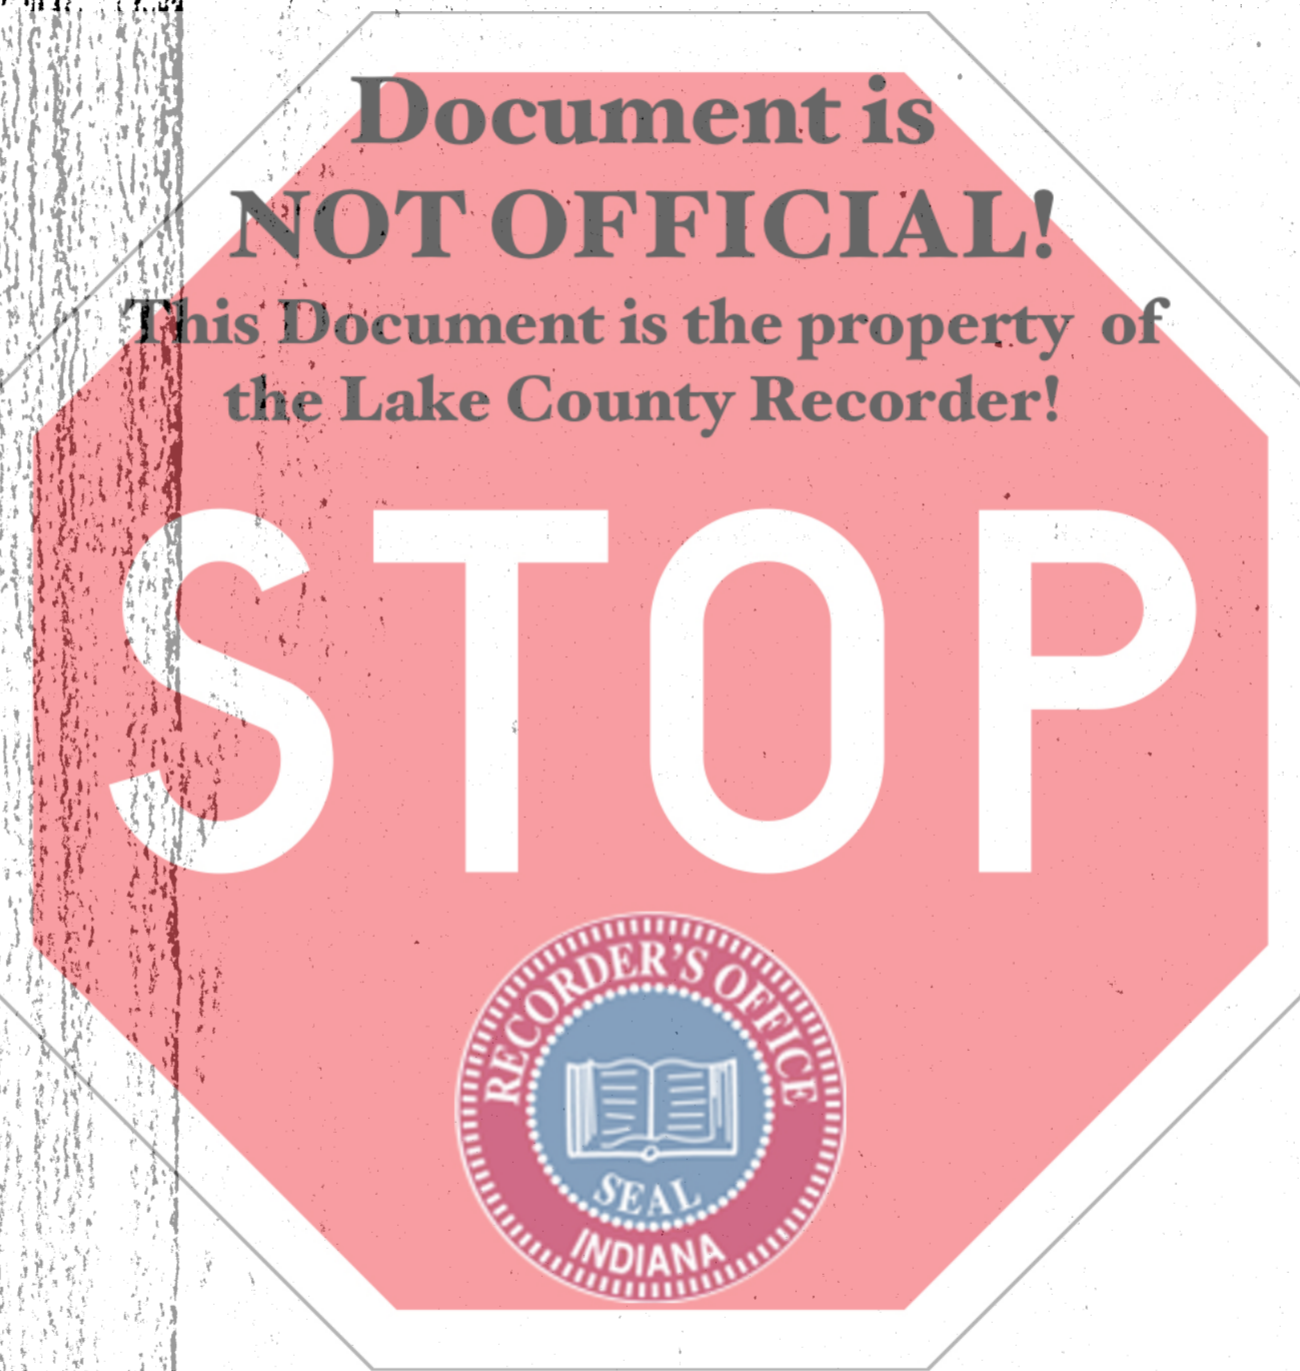 Document is
NOT OFFICIAL!
This Document is the property of
the Lake County Recorder!
STOP
RECORDER'S OFFICE
SEAL
INDIANA